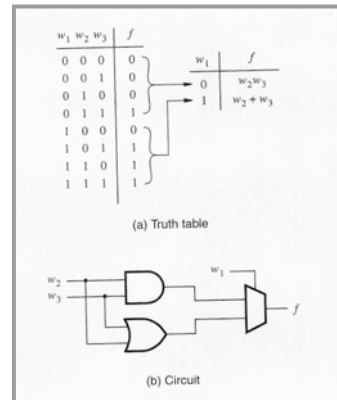 w1 w2 w3 f
0 0 0 0
0 0 1 0
0 1 0 0
0 1 1 1
1 0 0 0
1 0 1 1
1 1 0 1
1 1 1 1
w1 f
0 w2w3
1 w2 + w3
(a) Truth table
w1
w2
w3
f
(b) Circuit